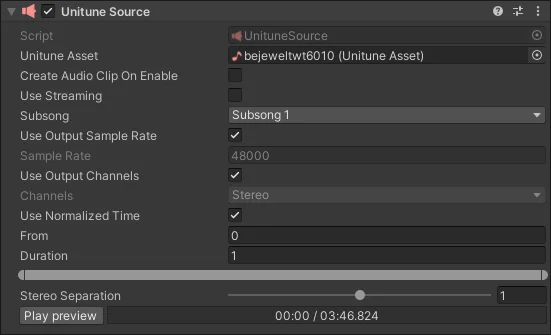 Unitune Source
Script UnituneSource
Unitune Asset bejeweltwt6010 (Unitune Asset)
Create Audio Clip On Enable
Use Streaming
Subsong Subsong 1
Use Output Sample Rate
Sample Rate 48000
Use Output Channels
Channels Stereo
Use Normalized Time
From 0
Duration 1
Stereo Separation 1
Play preview 00:00 / 03:46.824